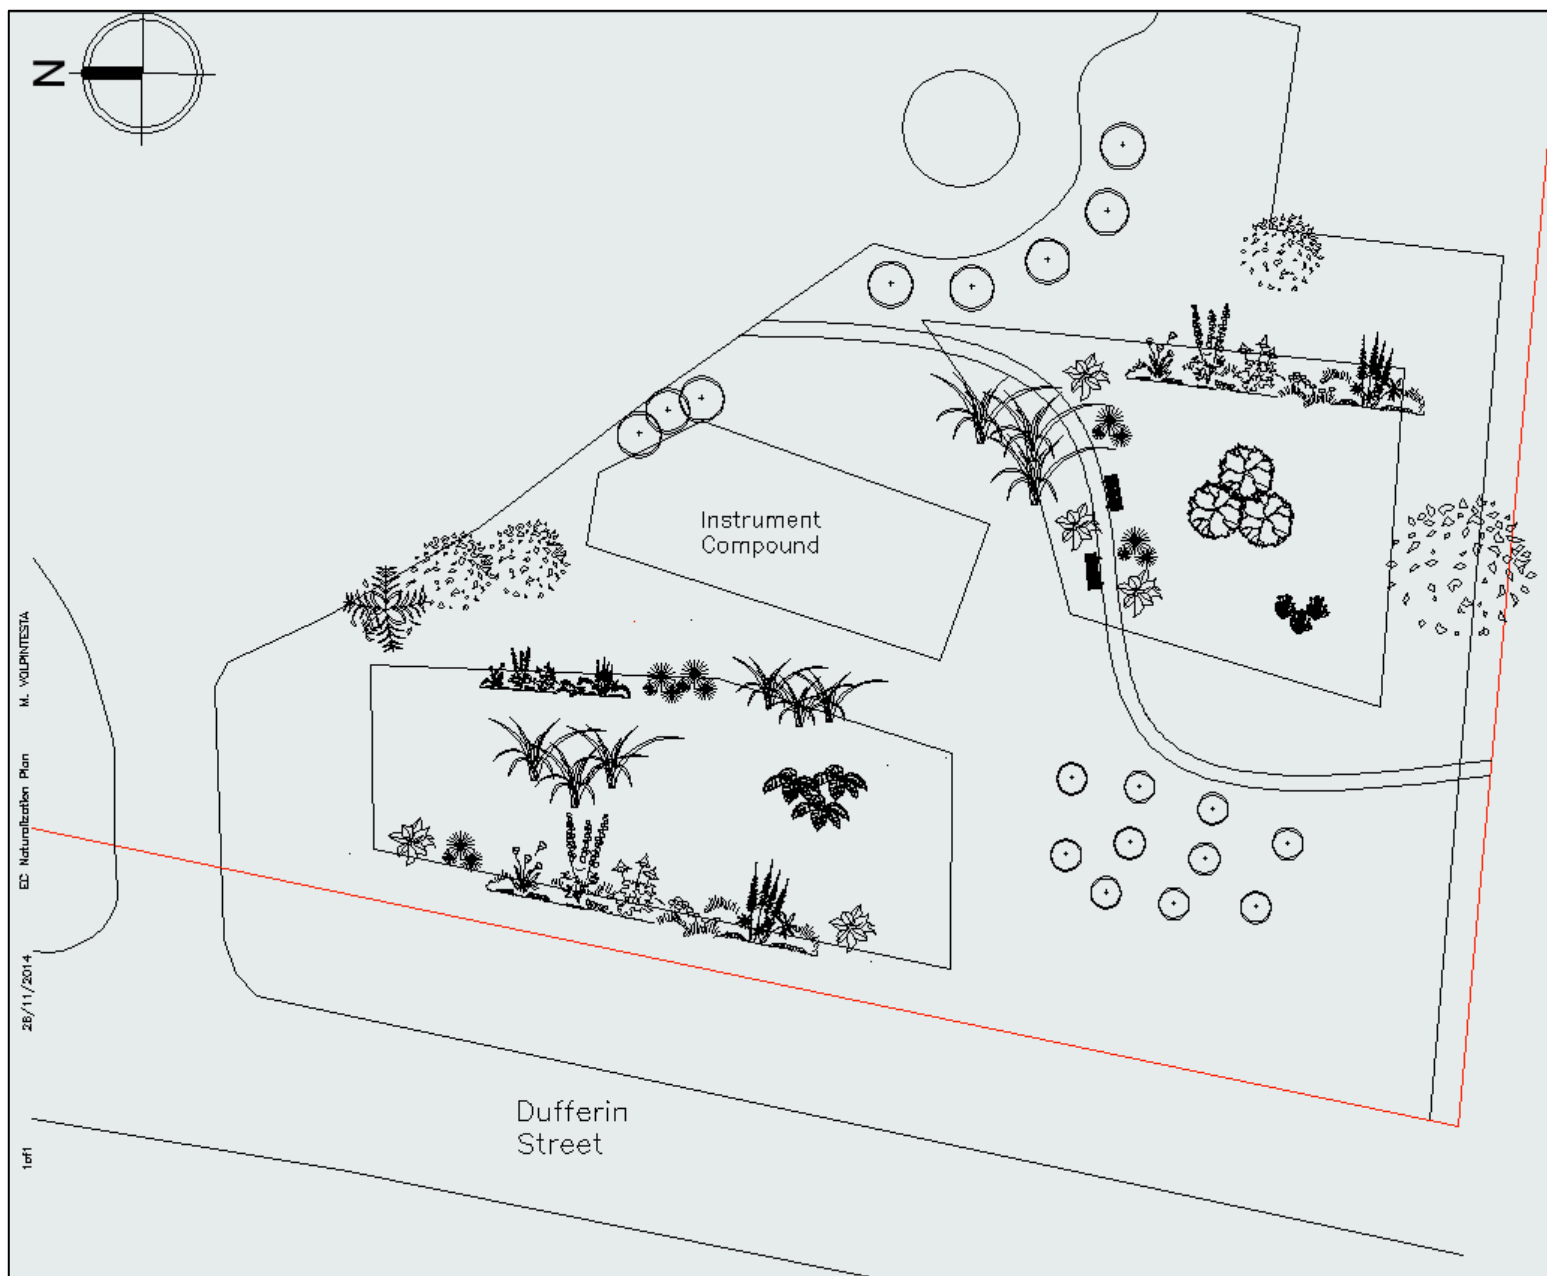 N
Instrument
Compound
Dufferin
Street
1of1 28/11/2014 EC Naturalization Plan M. VOLPINTESTA